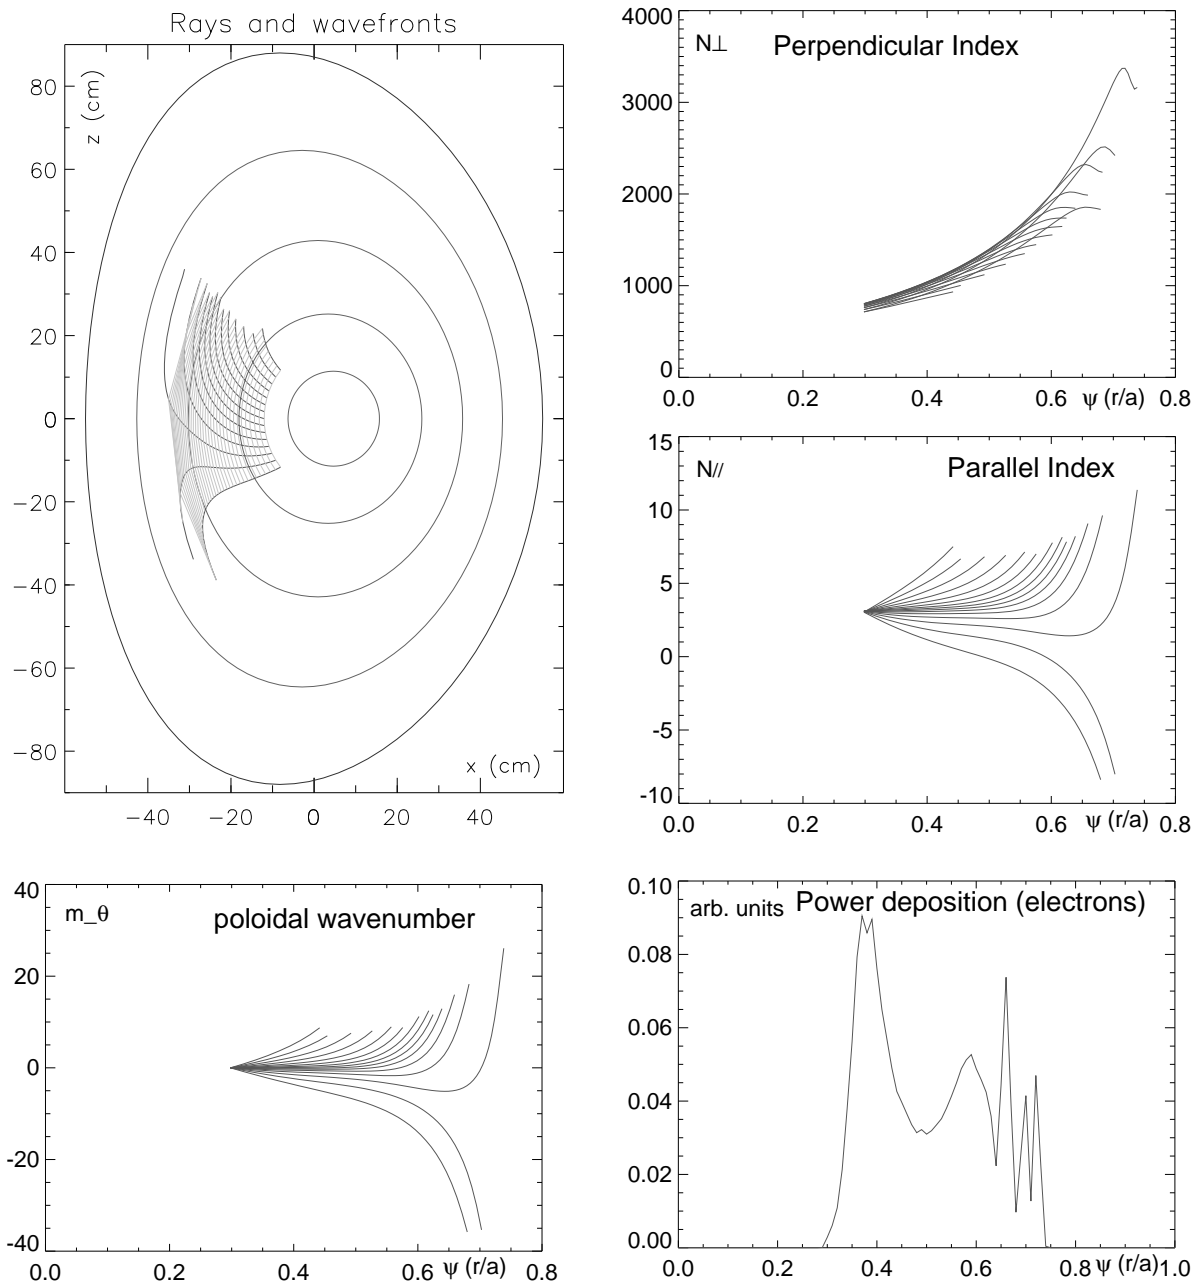 Rays and wavefronts
z (cm)
80
60
40
20
0
−20
−40
−60
−80
x (cm)
−40 −20 0 20 40
4000
N⊥ Perpendicular Index
3000
2000
1000
0
0.0 0.2 0.4 0.6 ψ (r/a) 0.8
15
N// Parallel Index
10
5
0
-5
-10
0.0 0.2 0.4 0.6 ψ (r/a) 0.8
40
m_θ poloidal wavenumber
20
0
-20
-40
0.0 0.2 0.4 0.6 ψ (r/a) 0.8
0.10
arb. units Power deposition (electrons)
0.08
0.06
0.04
0.02
0.00
0.0 0.2 0.4 0.6 0.8 ψ (r/a) 1.0